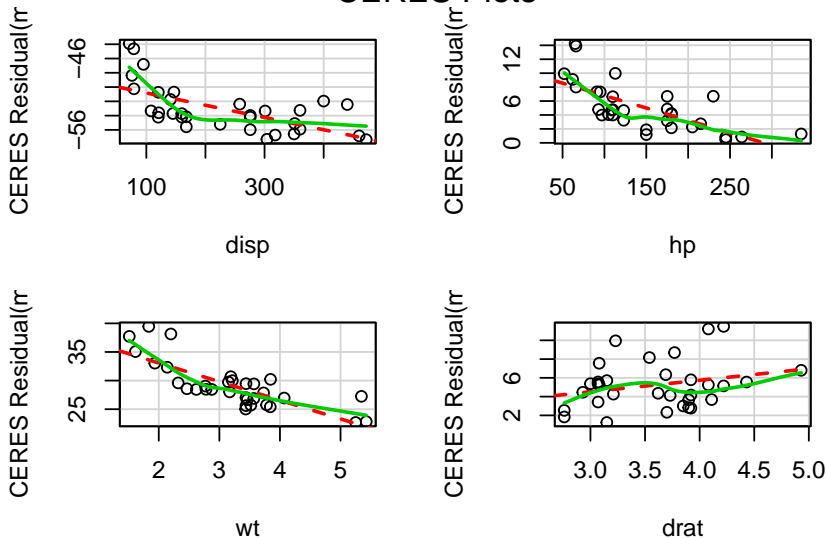 CERES Plots
CERES Residual(m
−46
−56
100
300
disp
CERES Residual(m
12
6
0
50
150
250
hp
CERES Residual(m
35
25
2
3
4
5
wt
CERES Residual(m
6
2
3.0
3.5
4.0
4.5
5.0
drat